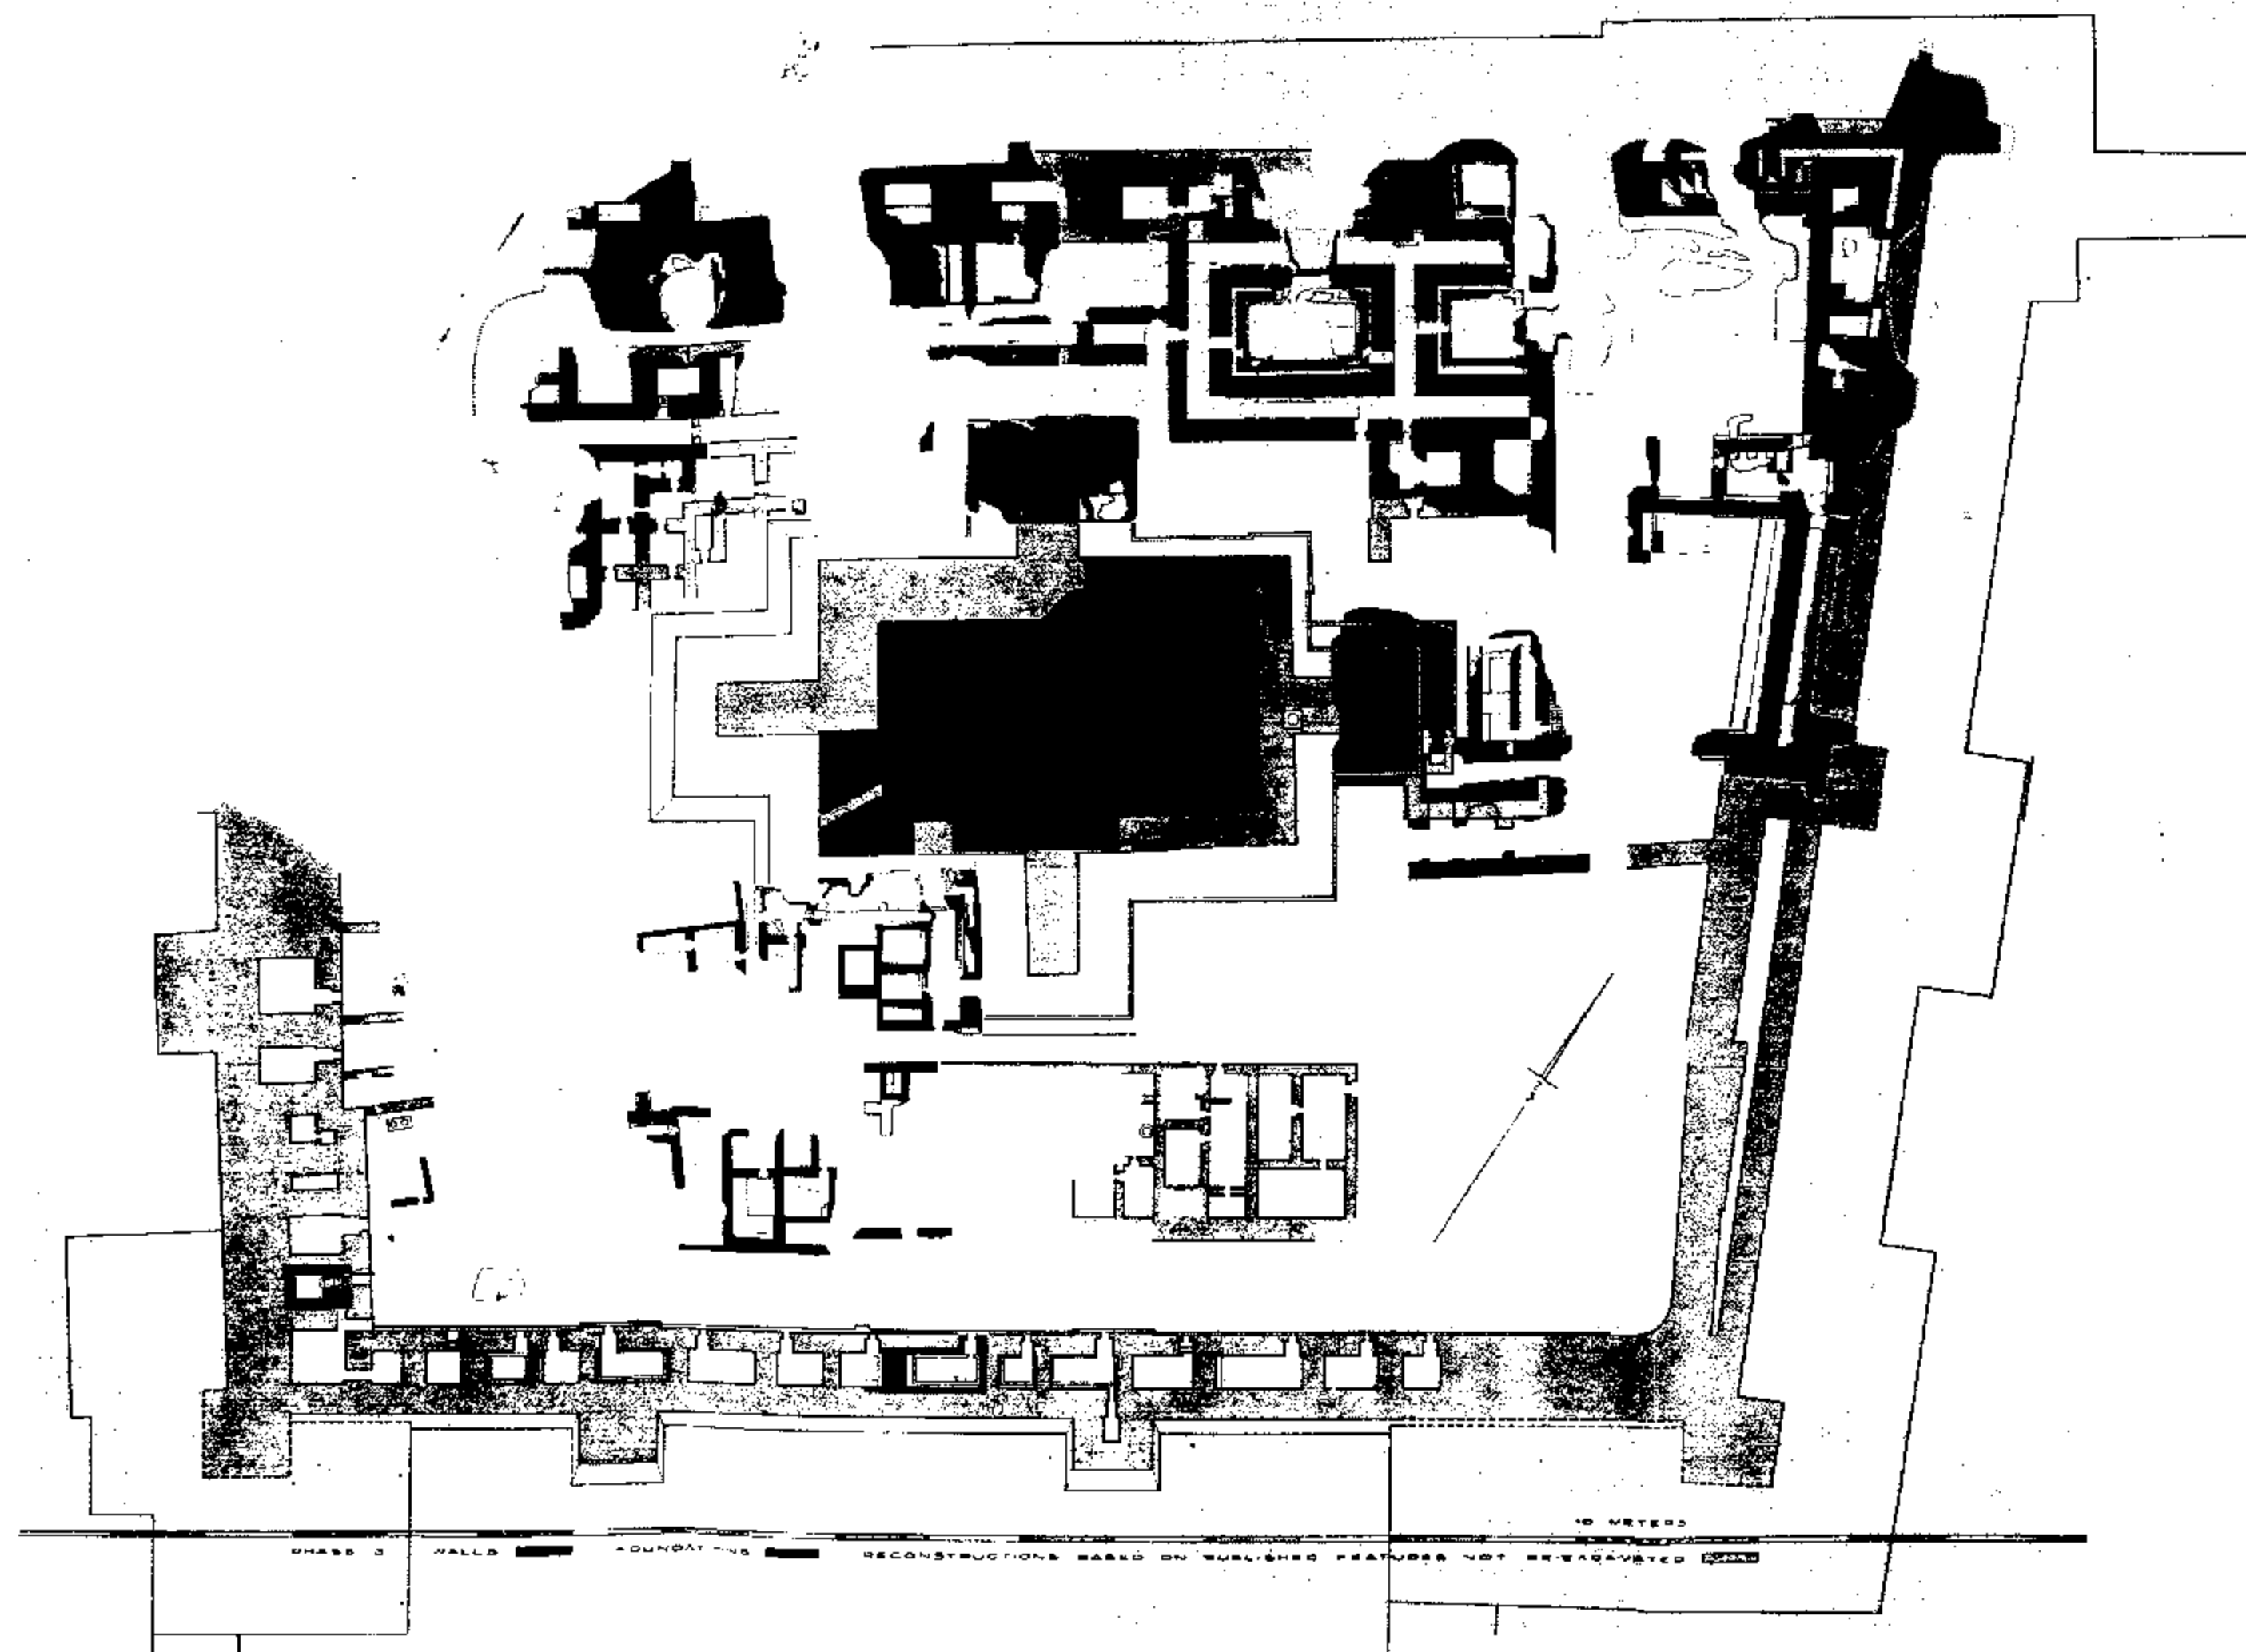 10 METERS
PHASE 3 WALLS FOUNDATIONS RECONSTRUCTIONS BASED ON PUBLISHED FEATURES NOT RE-EXCAVATED